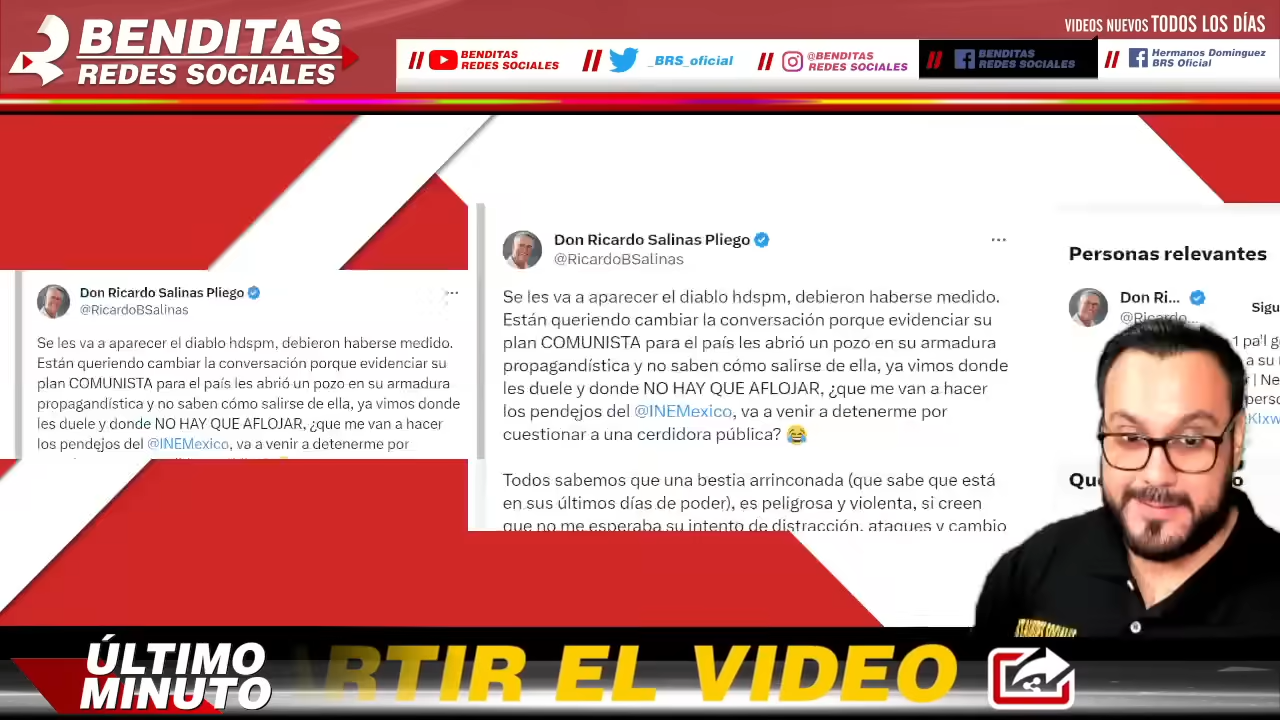 BENDITAS
REDES SOCIALES
VIDEOS NUEVOS TODOS LOS DÍAS
BENDITAS
REDES SOCIALES
_BRS_oficial
@BENDITAS
REDES SOCIALES
BENDITAS
REDES SOCIALES
Hermanos Dominguez
BRS Oficial
Don Ricardo Salinas Pliego
@RicardoBSalinas
Se les va a aparecer el diablo hdspm, debieron haberse medido.
Están queriendo cambiar la conversación porque evidenciar su
plan COMUNISTA para el país les abrió un pozo en su armadura
propagandística y no saben cómo salirse de ella, ya vimos donde
les duele y donde NO HAY QUE AFLOJAR, ¿que me van a hacer
los pendejos del @INEMexico, va a venir a detenerme por
Don Ricardo Salinas Pliego
@RicardoBSalinas
Se les va a aparecer el diablo hdspm, debieron haberse medido.
Están queriendo cambiar la conversación porque evidenciar su
plan COMUNISTA para el país les abrió un pozo en su armadura
propagandística y no saben cómo salirse de ella, ya vimos donde
les duele y donde NO HAY QUE AFLOJAR, ¿que me van a hacer
los pendejos del @INEMexico, va a venir a detenerme por
cuestionar a una cerdidora pública? 😂
Todos sabemos que una bestia arrinconada (que sabe que está
en sus últimos días de poder), es peligrosa y violenta, si creen
que no me esperaba su intento de distracción, ataques y cambio
Personas relevantes
Don Ri...
@Ricardo...
Sigu
ÚLTIMO
MINUTO
RTIR EL VIDEO